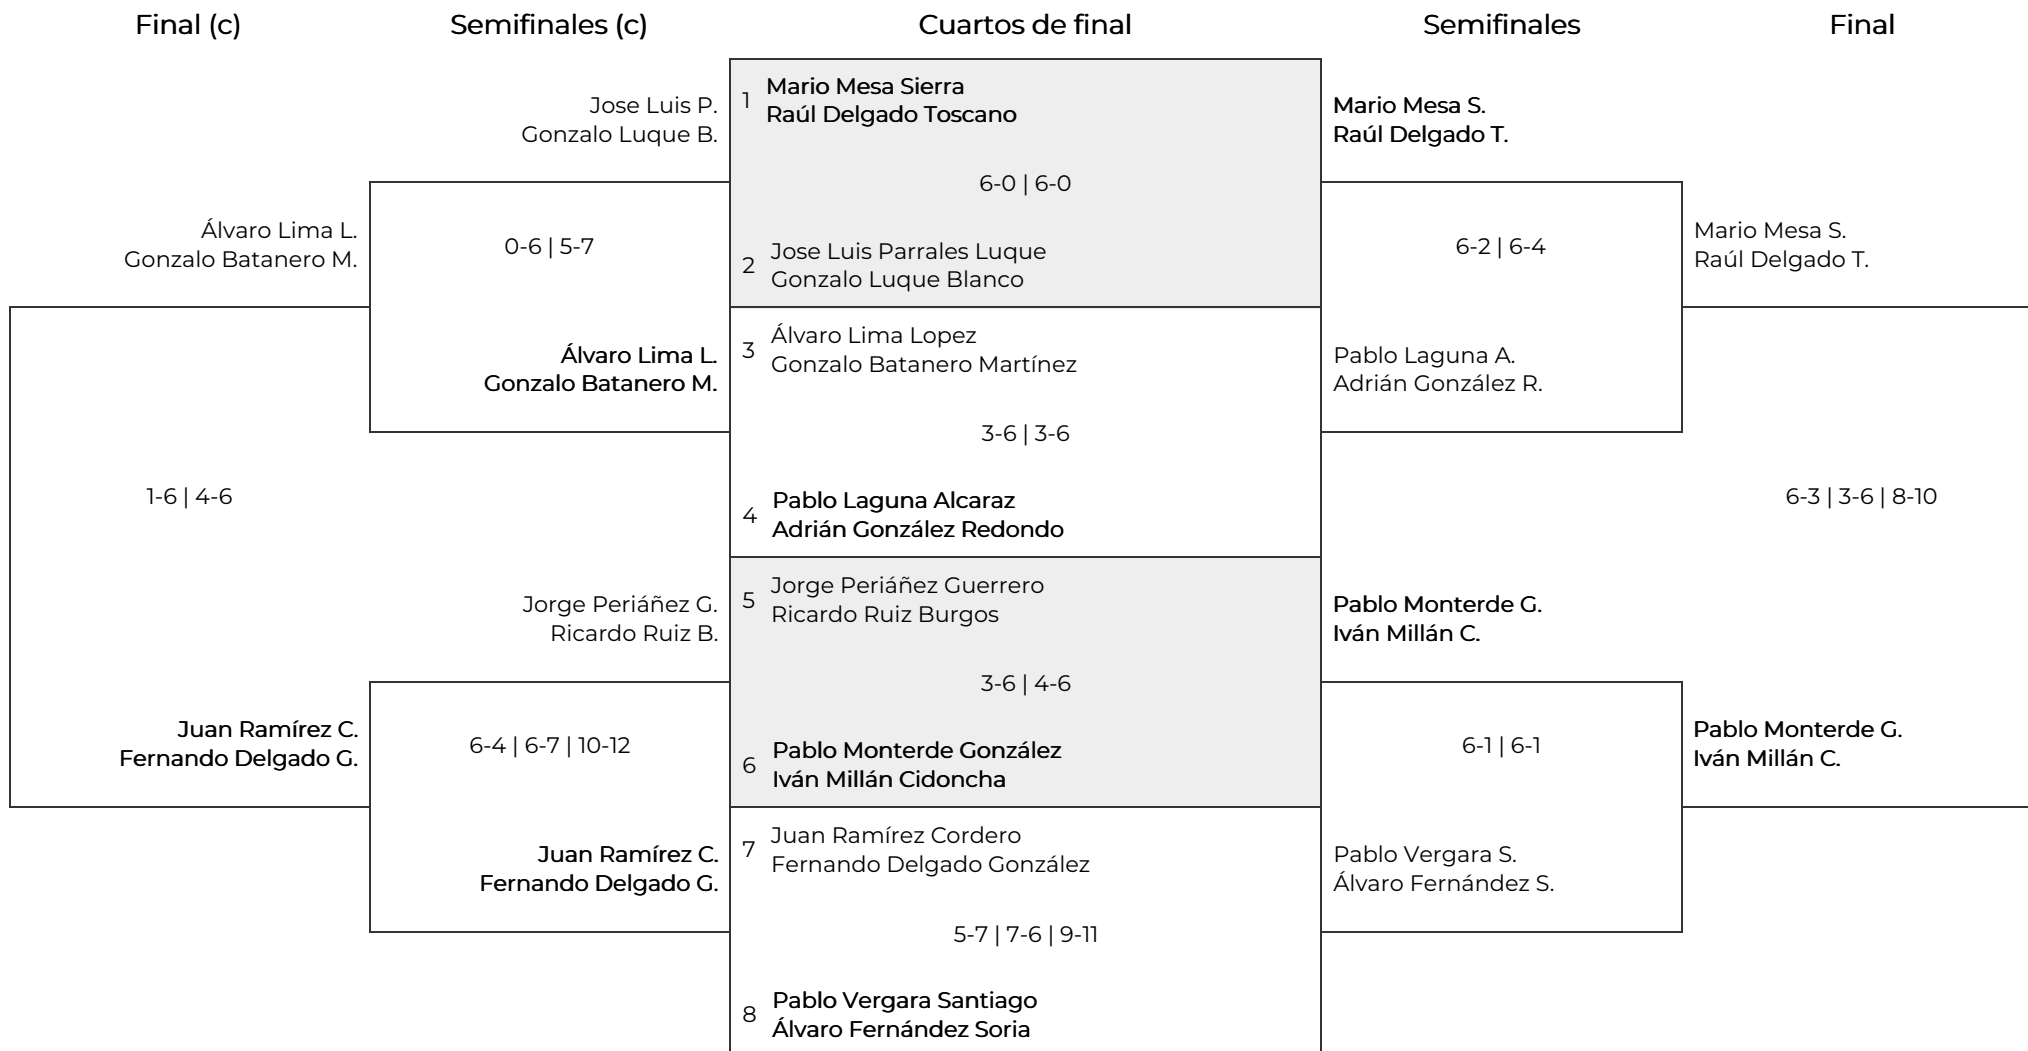 Final (c)
Semifinales (c)
Cuartos de final
Semifinales
Final
Álvaro Lima L.
Gonzalo Batanero M.
1-6 | 4-6
Juan Ramírez C.
Fernando Delgado G.
Jose Luis P.
Gonzalo Luque B.
0-6 | 5-7
Álvaro Lima L.
Gonzalo Batanero M.
Jorge Periáñez G.
Ricardo Ruiz B.
6-4 | 6-7 | 10-12
Juan Ramírez C.
Fernando Delgado G.
1 Mario Mesa Sierra
Raúl Delgado Toscano
6-0 | 6-0
2 Jose Luis Parrales Luque
Gonzalo Luque Blanco
3 Álvaro Lima Lopez
Gonzalo Batanero Martínez
3-6 | 3-6
4 Pablo Laguna Alcaraz
Adrián González Redondo
5 Jorge Periáñez Guerrero
Ricardo Ruiz Burgos
3-6 | 4-6
6 Pablo Monterde González
Iván Millán Cidoncha
7 Juan Ramírez Cordero
Fernando Delgado González
5-7 | 7-6 | 9-11
8 Pablo Vergara Santiago
Álvaro Fernández Soria
Mario Mesa S.
Raúl Delgado T.
6-2 | 6-4
Pablo Laguna A.
Adrián González R.
Pablo Monterde G.
Iván Millán C.
6-1 | 6-1
Pablo Vergara S.
Álvaro Fernández S.
Mario Mesa S.
Raúl Delgado T.
6-3 | 3-6 | 8-10
Pablo Monterde G.
Iván Millán C.